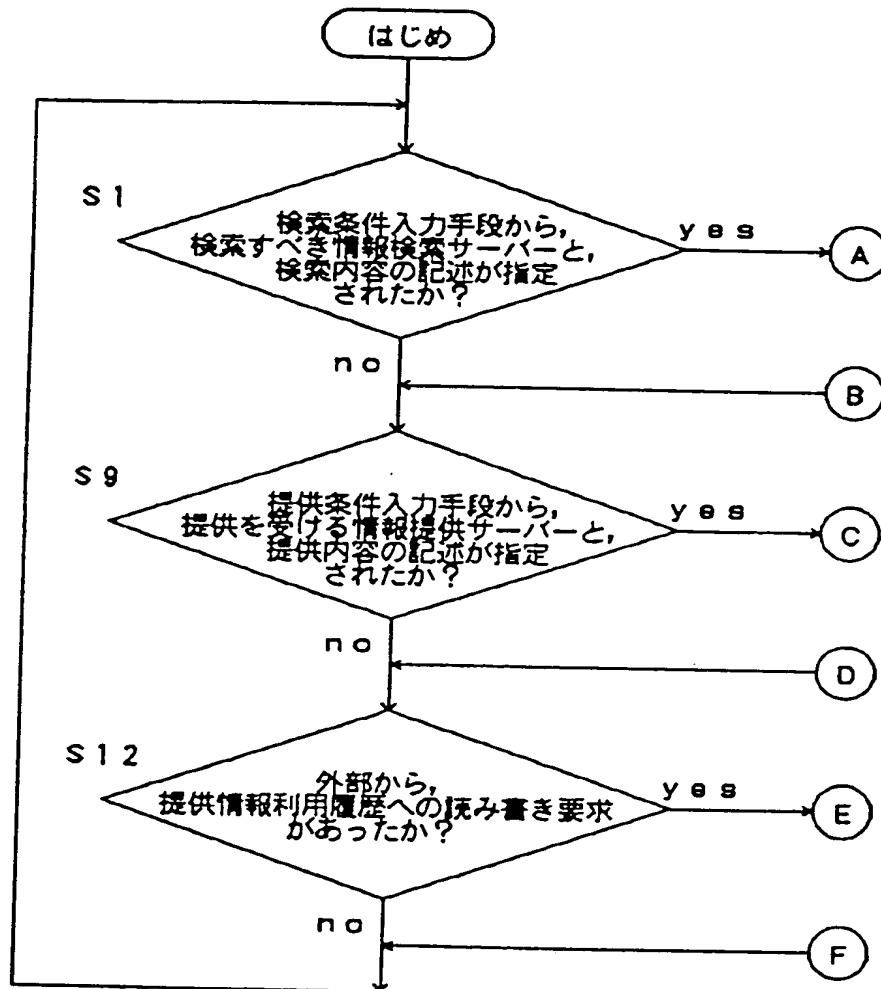 はじめ
S1
検索条件入力手段から,
検索すべき情報検索サーバーと,
検索内容の記述が指定
されたか?
yes
A
no
B
S9
提供条件入力手段から,
提供を受ける情報提供サーバーと,
提供内容の記述が指定
されたか?
yes
C
no
D
S12
外部から,
提供情報利用履歴への読み書き要求
があったか?
yes
E
no
F